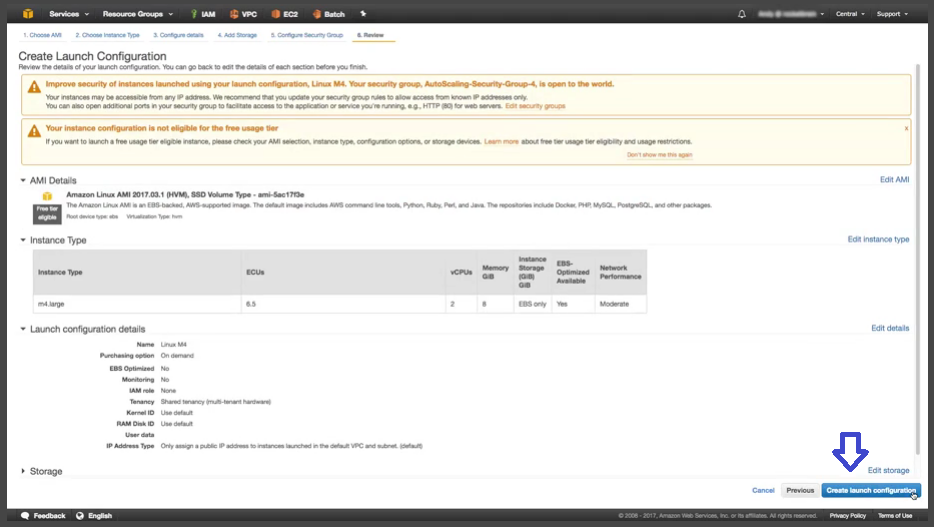 Services Resource Groups IAM VPC EC2 Batch Central Support
1. Choose AMI 2. Choose Instance Type 3. Configure details 4. Add Storage 5. Configure Security Group 6. Review
Create Launch Configuration
Review the details of your launch configuration. You can go back to edit the details of each section before you finish.
Improve security of instances launched using your launch configuration, Linux M4. Your security group, AutoScaling-Security-Group-4, is open to the world.
Your instances may be accessible from any IP address. We recommend that you update your security group rules to allow access from known IP addresses only.
You can also open additional ports in your security group to facilitate access to the application or service you're running, e.g., HTTP (80) for web servers. Edit security groups
Your instance configuration is not eligible for the free usage tier x
If you want to launch a free usage tier eligible instance, please check your AMI selection, instance type, configuration options, or storage devices. Learn more about free tier usage tier eligibility and usage restrictions.
Don't show me this again
AMI Details Edit AMI
Amazon Linux AMI 2017.03.1 (HVM), SSD Volume Type - ami-5ac17f3e
Free tier eligible
The Amazon Linux AMI is an EBS-backed, AWS-supported image. The default image includes AWS command line tools, Python, Ruby, Perl, and Java. The repositories include Docker, PHP, MySQL, PostgreSQL, and other packages.
Root device type: ebs Virtualization Type: hvm
Instance Type Edit instance type
Instance Type ECUs vCPUs Memory GiB Instance Storage (GiB) GiB EBS-Optimized Available Network Performance
m4.large 6.5 2 8 EBS only Yes Moderate
Launch configuration details Edit details
Name Linux M4
Purchasing option On demand
EBS Optimized No
Monitoring No
IAM role None
Tenancy Shared tenancy (multi-tenant hardware)
Kernel ID Use default
RAM Disk ID Use default
User data
IP Address Type Only assign a public IP address to instances launched in the default VPC and subnet. (default)
Storage Edit storage
Cancel Previous Create launch configuration
Feedback English © 2008 - 2017, Amazon Web Services, Inc. or its affiliates. All rights reserved. Privacy Policy Terms of Use